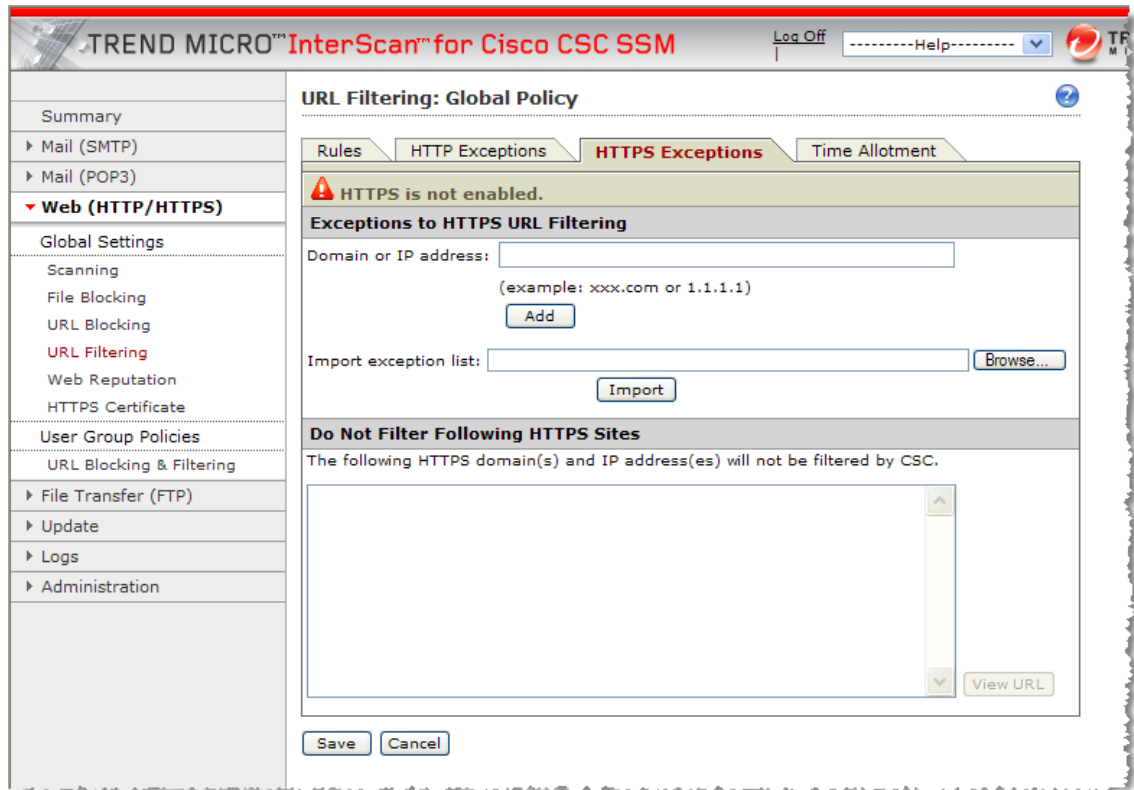 TREND MICRO™ InterScan™ for Cisco CSC SSM
Log Off
|
---------Help---------
TR
M I
Summary
Mail (SMTP)
Mail (POP3)
Web (HTTP/HTTPS)
Global Settings
Scanning
File Blocking
URL Blocking
URL Filtering
Web Reputation
HTTPS Certificate
User Group Policies
URL Blocking & Filtering
File Transfer (FTP)
Update
Logs
Administration
URL Filtering: Global Policy
?
Rules HTTP Exceptions HTTPS Exceptions Time Allotment
HTTPS is not enabled.
Exceptions to HTTPS URL Filtering
Domain or IP address:
(example: xxx.com or 1.1.1.1)
Add
Import exception list: Browse...
Import
Do Not Filter Following HTTPS Sites
The following HTTPS domain(s) and IP address(es) will not be filtered by CSC.
View URL
Save Cancel